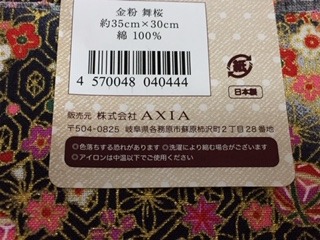 金粉 舞桜
約35cm×30cm
綿 100%
4 570048 040444
紙
日本製
販売元 株式会社 AXIA
〒504-0825 岐阜県各務原市蘇原柿沢町2丁目28番地
◎色落ちする恐れがあります ◎洗濯により縮む場合がございます
◎アイロンは中温以下でご使用ください